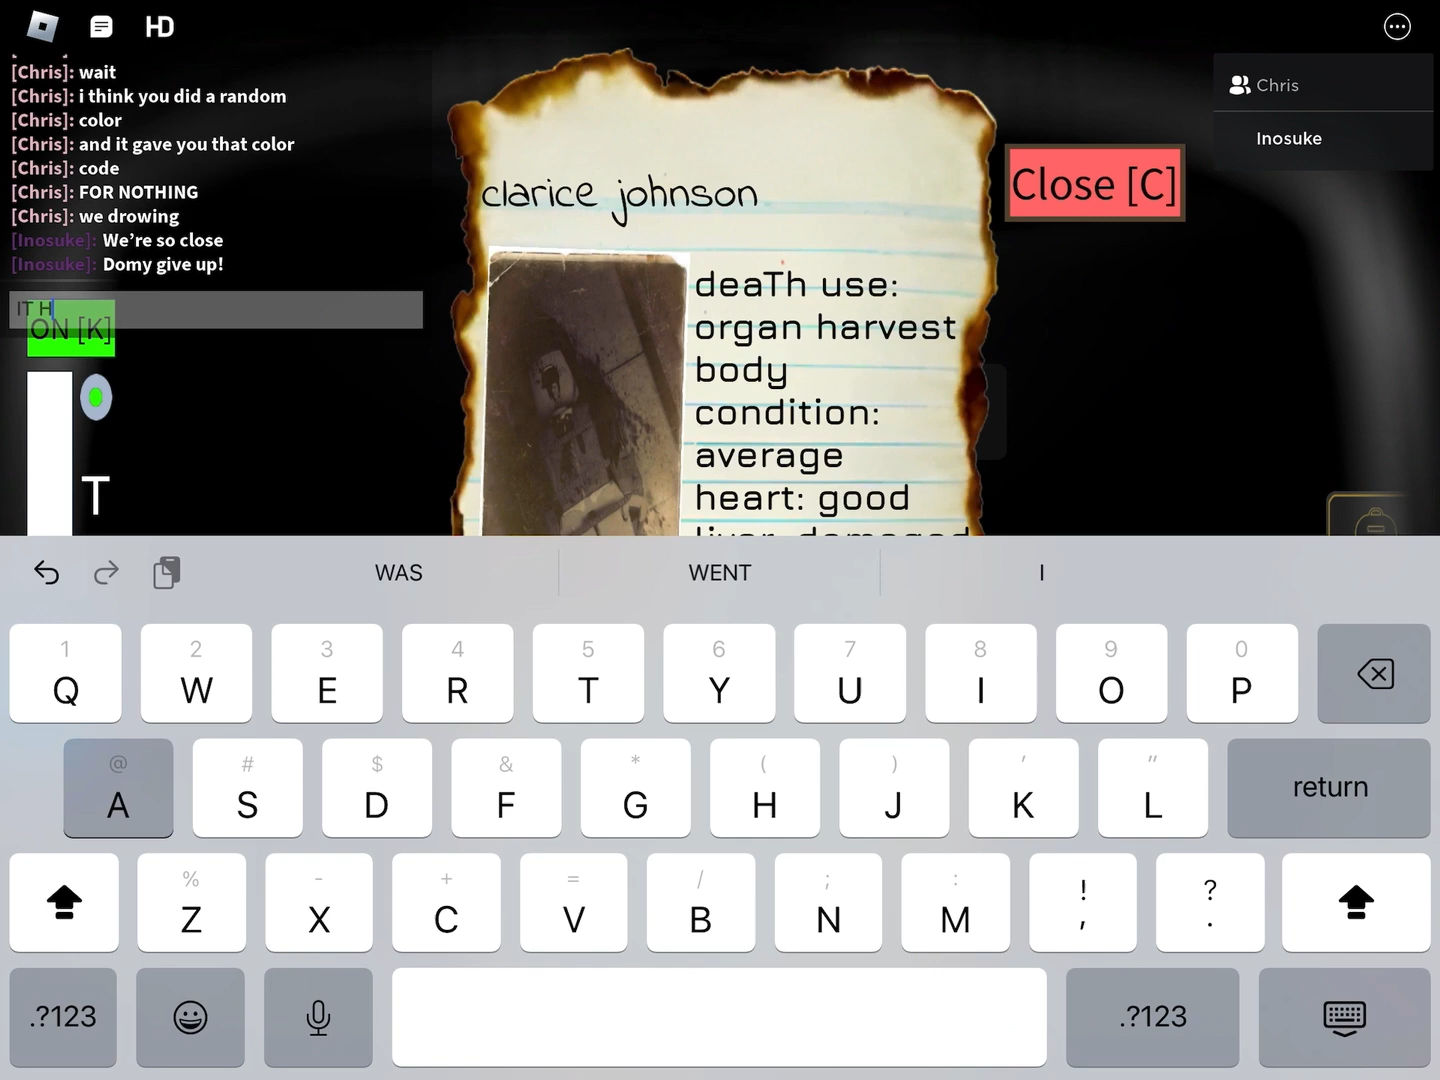 HD
[Chris]: wait
[Chris]: i think you did a random
[Chris]: color
[Chris]: and it gave you that color
[Chris]: code
[Chris]: FOR NOTHING
[Chris]: we drowing
[Inosuke]: We're so close
[Inosuke]: Domy give up!
IT H
ON [K]
T
clarice johnson
deaTh use:
organ harvest
body
condition:
average
heart: good
liver: damaged
Close [C]
Chris
Inosuke
WAS WENT I
1 2 3 4 5 6 7 8 9 0
Q W E R T Y U I O P
@ # $ & * ( ) ' "
A S D F G H J K L return
% - + = / ; : ! ?
Z X C V B N M , .
.?123 .?123